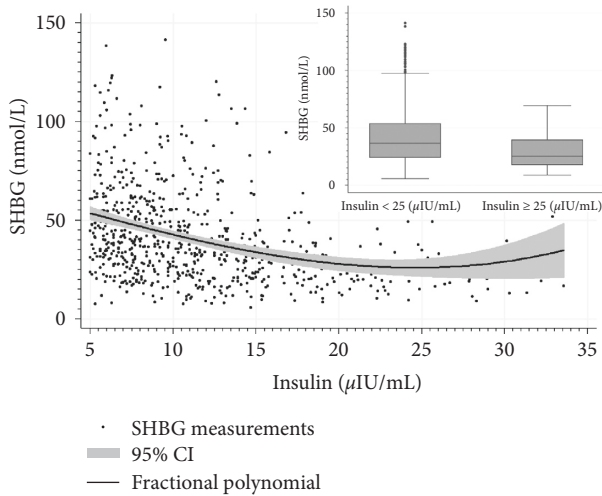 150
100
50
0
SHBG (nmol/L)
5
10
15
20
25
30
35
Insulin (μIU/mL)
150
100
50
0
SHBG (nmol/L)
Insulin < 25 (μIU/mL)
Insulin ≥ 25 (μIU/mL)
SHBG measurements
95% CI
Fractional polynomial